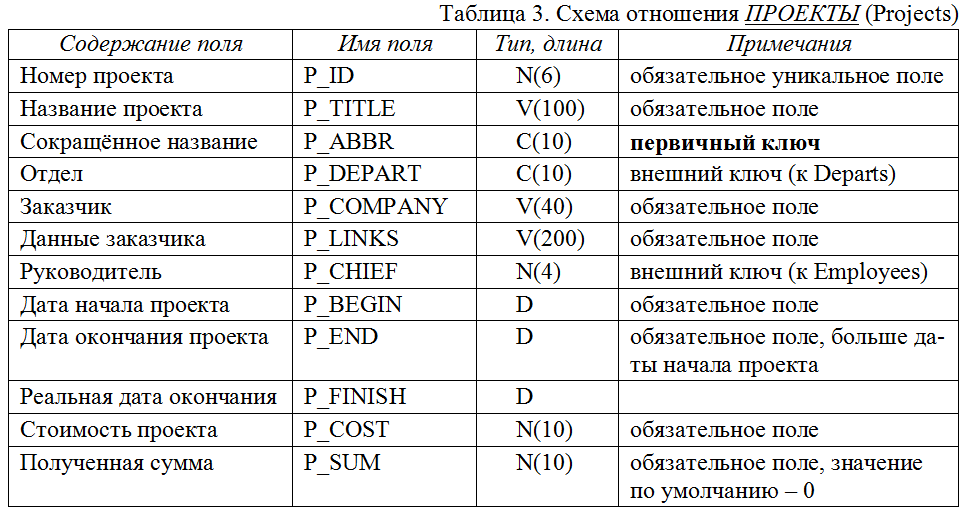 Таблица 3. Схема отношения ПРОЕКТЫ (Projects)
Содержание поля Имя поля Тип, длина Примечания
Номер проекта P_ID N(6) обязательное уникальное поле
Название проекта P_TITLE V(100) обязательное поле
Сокращённое название P_ABBR C(10) первичный ключ
Отдел P_DEPART C(10) внешний ключ (к Departs)
Заказчик P_COMPANY V(40) обязательное поле
Данные заказчика P_LINKS V(200) обязательное поле
Руководитель P_CHIEF N(4) внешний ключ (к Employees)
Дата начала проекта P_BEGIN D обязательное поле
Дата окончания проекта P_END D обязательное поле, больше да-
ты начала проекта
Реальная дата окончания P_FINISH D
Стоимость проекта P_COST N(10) обязательное поле
Полученная сумма P_SUM N(10) обязательное поле, значение
по умолчанию – 0